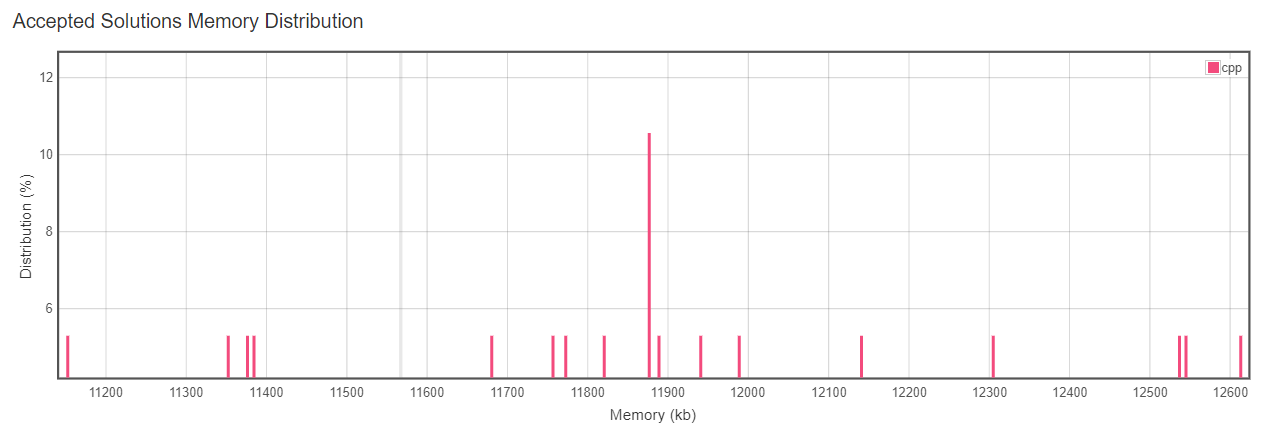 Accepted Solutions Memory Distribution
cpp
Distribution (%)
12
10
8
6
11200 11300 11400 11500 11600 11700 11800 11900 12000 12100 12200 12300 12400 12500 12600
Memory (kb)